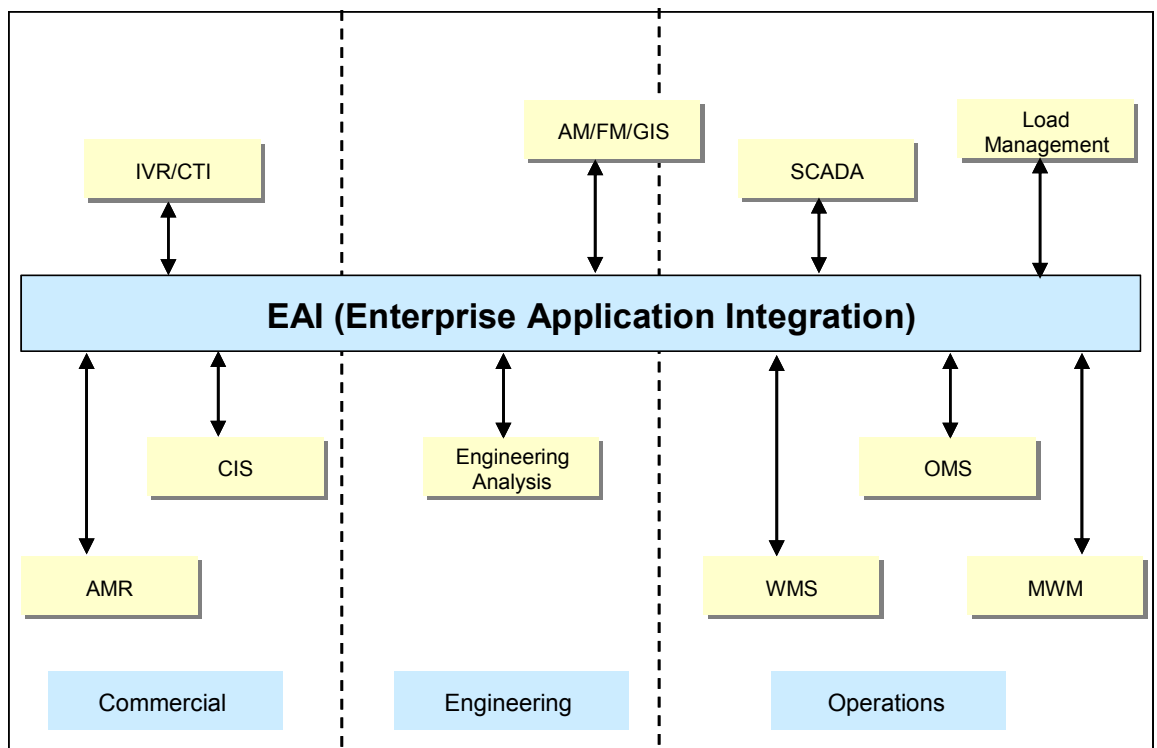 IVR/CTI
AM/FM/GIS
SCADA
Load
Management
EAI (Enterprise Application Integration)
CIS
Engineering
Analysis
OMS
AMR
WMS
MWM
Commercial
Engineering
Operations